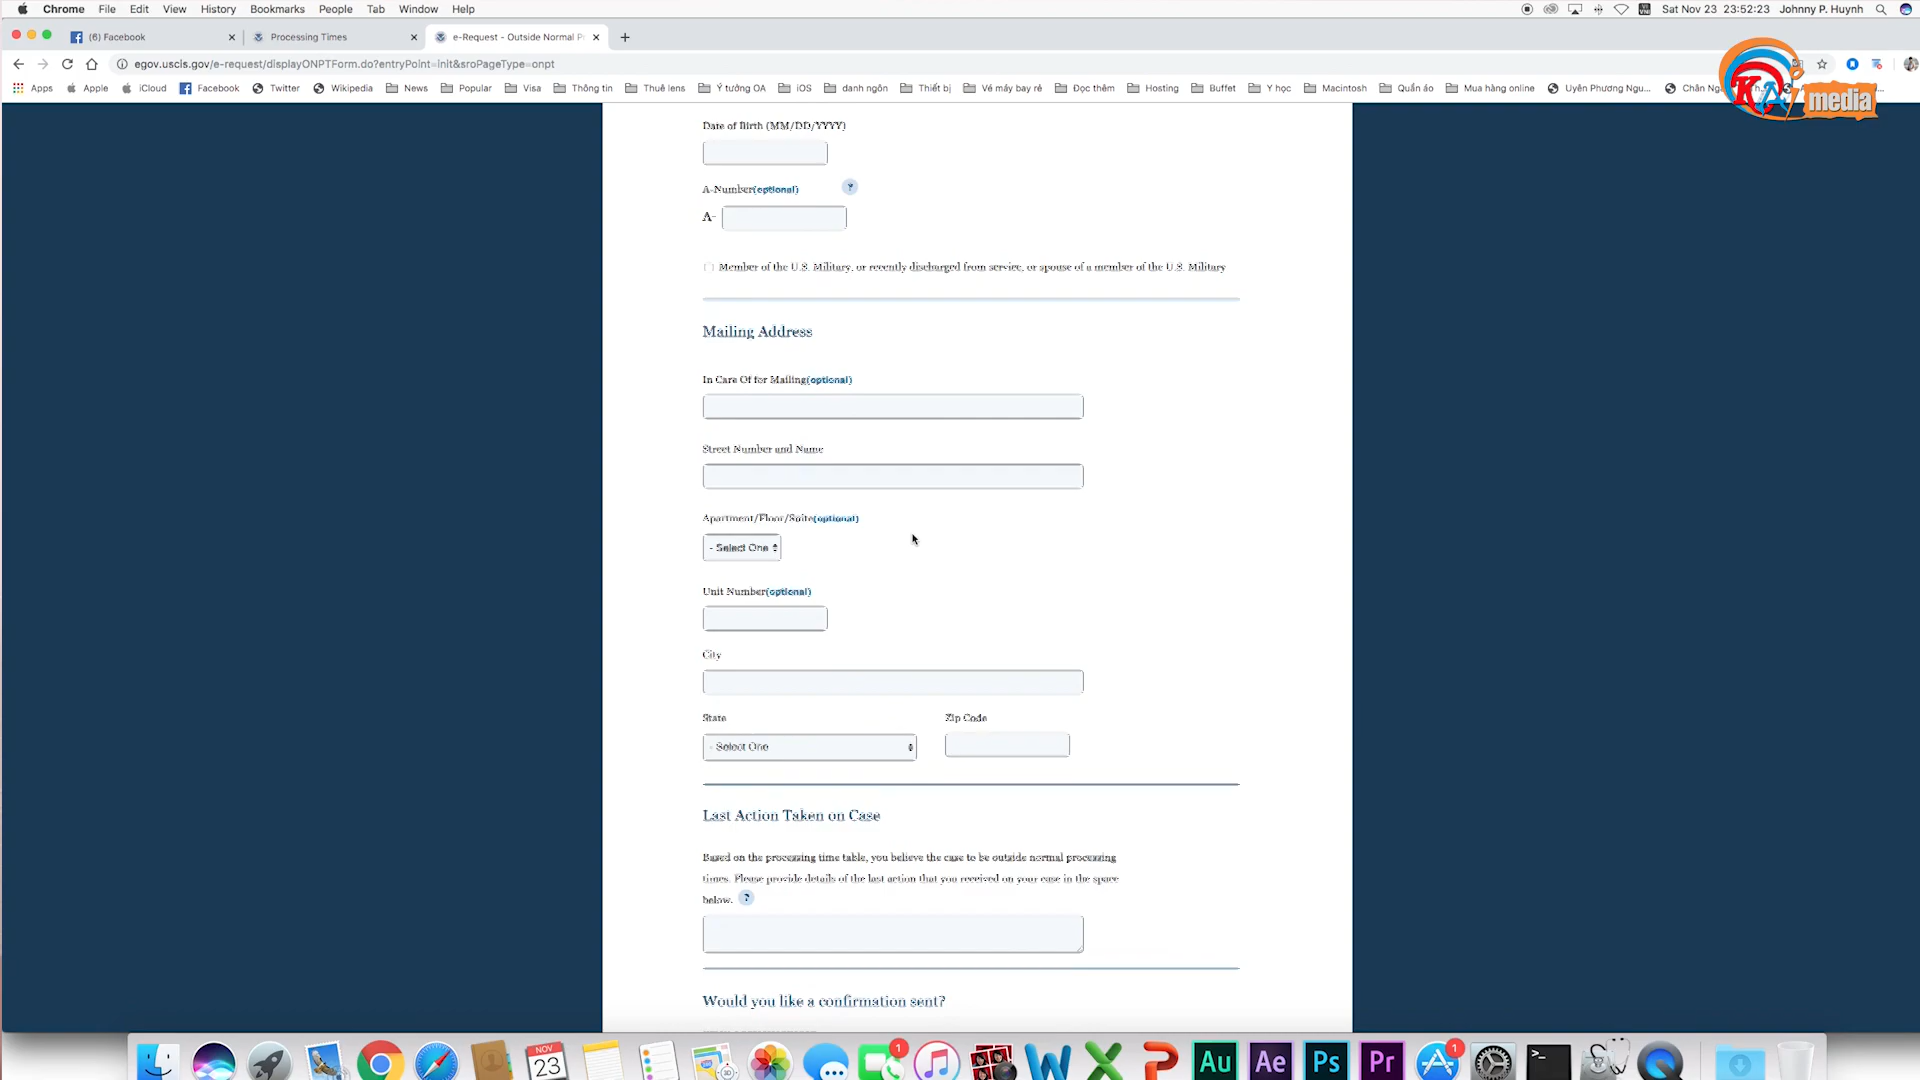 Chrome File Edit View History Bookmarks People Tab Window Help
Sat Nov 23 23:52:23 Johnny P. Huynh
(6) Facebook
Processing Times
e-Request - Outside Normal Pr
egov.uscis.gov/e-request/displayONPTForm.do?entryPoint=init&sroPageType=onpt
Apps Apple iCloud Facebook Twitter Wikipedia News Popular Visa Thông tin Thuê lens Ý tưởng OA iOS danh ngôn Thiết bị Vé máy bay rẻ Đọc thêm Hosting Buffet Y học Macintosh Quần áo Mua hàng online Uyên Phương Ngu...
KAI media
Date of Birth (MM/DD/YYYY)
A-Number(optional) ?
A-
Member of the U.S. Military, or recently discharged from service, or spouse of a member of the U.S. Military
Mailing Address
In Care Of for Mailing(optional)
Street Number and Name
Apartment/Floor/Suite(optional)
- Select One
Unit Number(optional)
City
State Zip Code
- Select One
Last Action Taken on Case
Based on the processing time table, you believe the case to be outside normal processing
times. Please provide details of the last action that you received on your case in the space
below. ?
Would you like a confirmation sent?
NOV
23
1
1
Au Ae Ps Pr